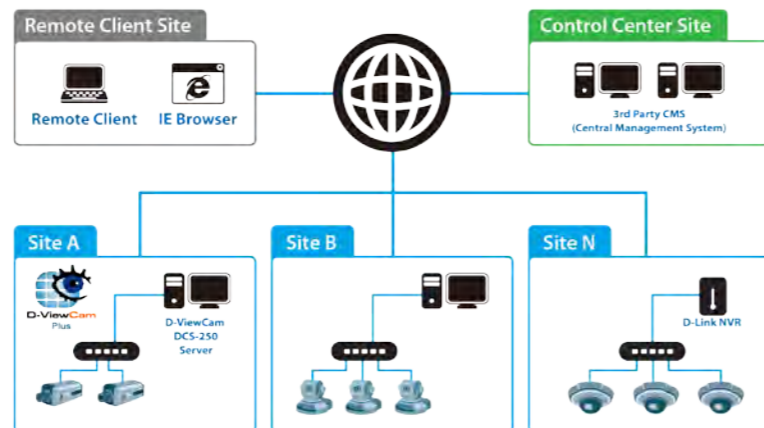 Remote Client Site
Remote Client
IE Browser
Control Center Site
3rd Party CMS
(Central Management System)
Site A
D-ViewCam
Plus
D-ViewCam
DCS-250
Server
Site B
Site N
D-Link NVR